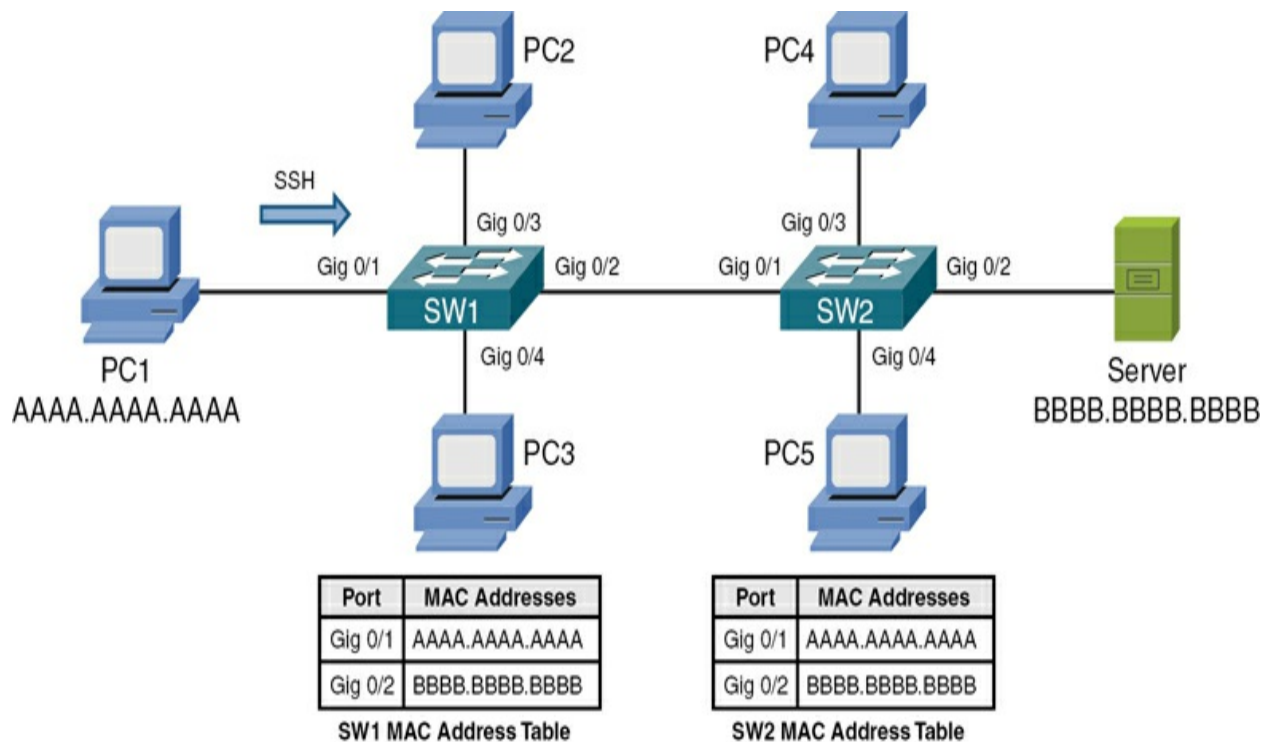 PC2
PC4
SSH
Gig 0/3
Gig 0/3
Gig 0/1
Gig 0/2
Gig 0/1
Gig 0/2
SW1
SW2
Gig 0/4
Gig 0/4
PC1
AAAA.AAAA.AAAA
Server
BBBB.BBBB.BBBB
PC3
PC5
Port MAC Addresses
Gig 0/1 AAAA.AAAA.AAAA
Gig 0/2 BBBB.BBBB.BBBB
SW1 MAC Address Table
Port MAC Addresses
Gig 0/1 AAAA.AAAA.AAAA
Gig 0/2 BBBB.BBBB.BBBB
SW2 MAC Address Table